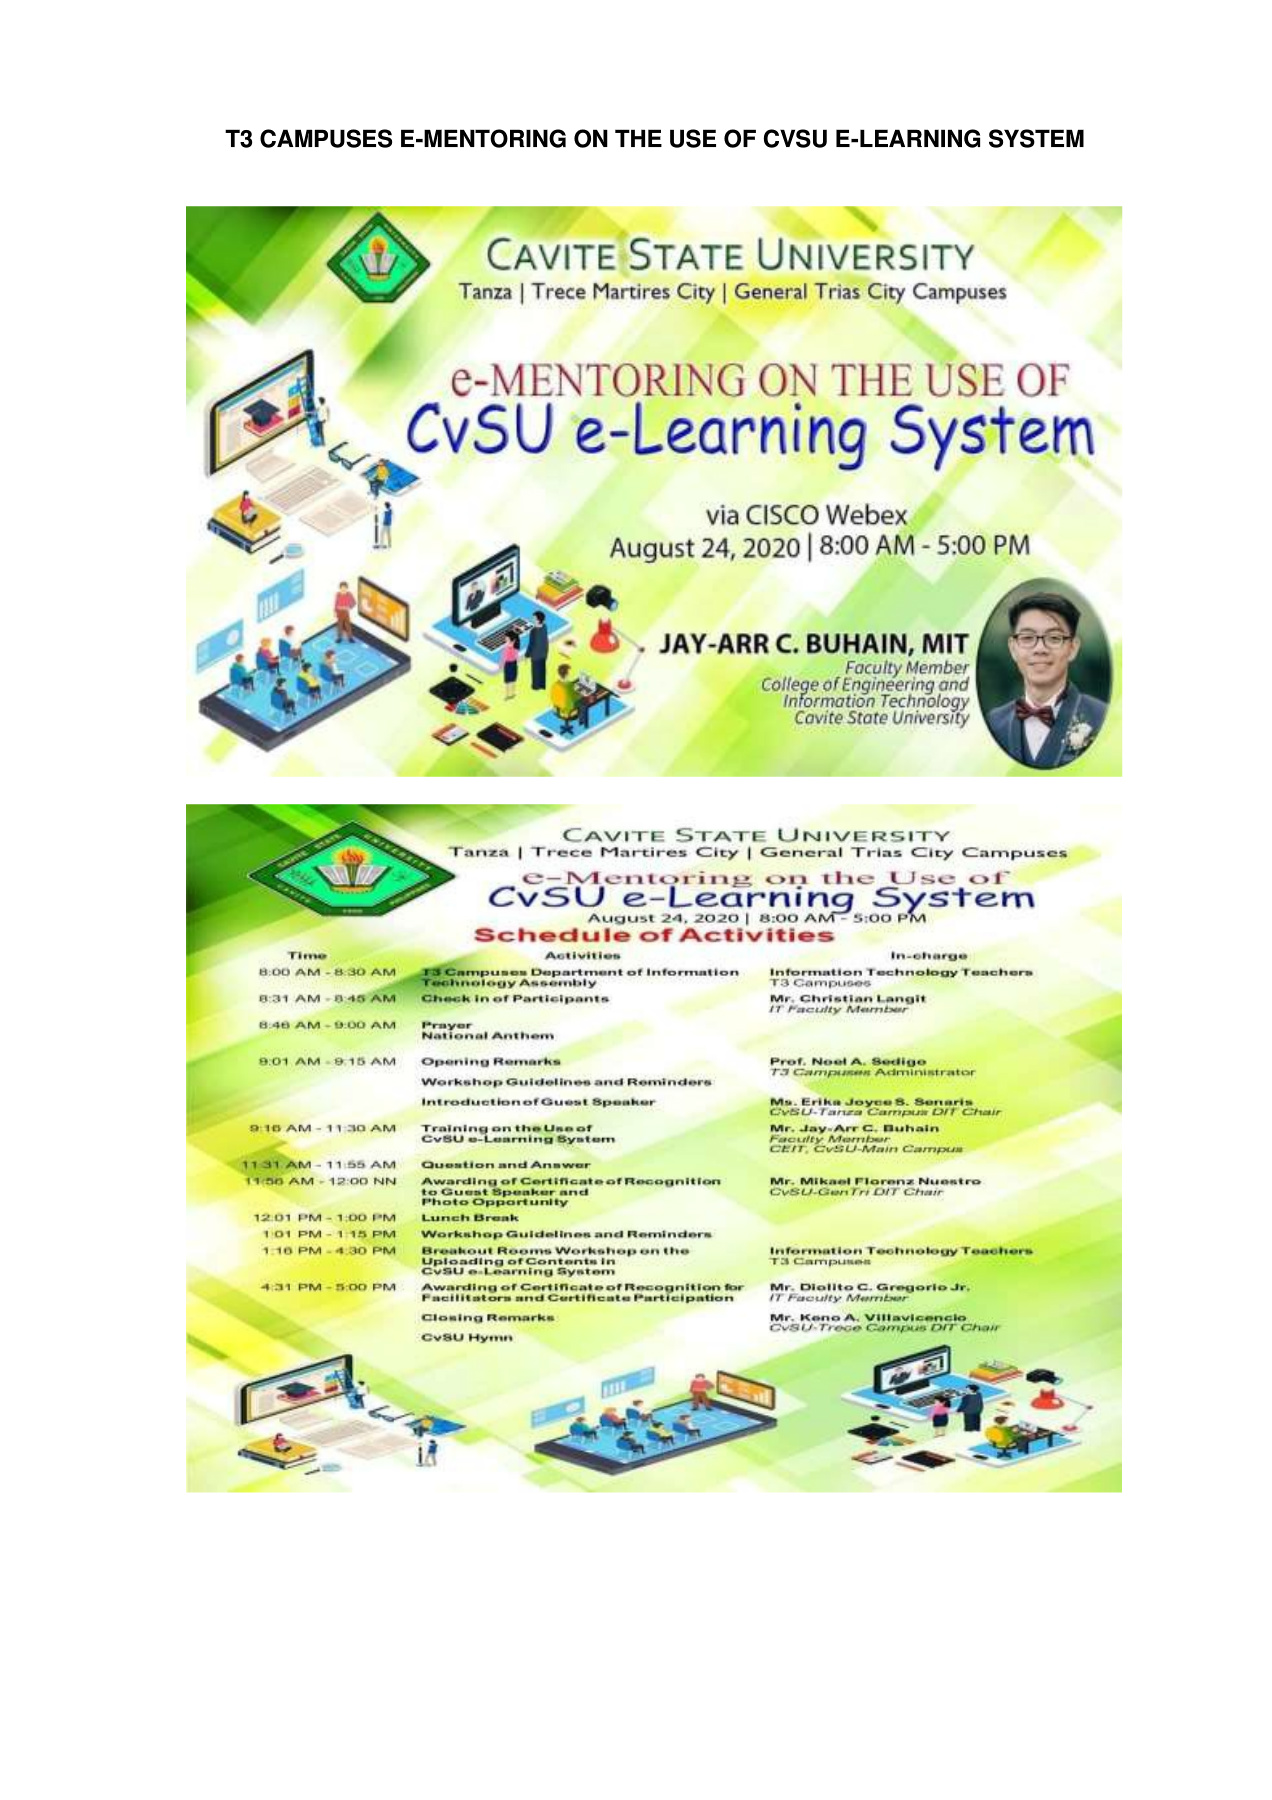 T3 CAMPUSES E-MENTORING ON THE USE OF CVSU E-LEARNING SYSTEM
CAVITE STATE UNIVERSITY
Tanza | Trece Martires City | General Trias City Campuses
e-MENTORING ON THE USE OF
CvSU e-Learning System
via CISCO Webex
August 24, 2020 | 8:00 AM - 5:00 PM
JAY-ARR C. BUHAIN, MIT
Faculty Member
College of Engineering and
Information Technology
Cavite State University
CAVITE STATE UNIVERSITY
Tanza | Trece Martires City | General Trias City Campuses
e-Mentoring on the Use of
CvSU e-Learning System
August 24, 2020 | 8:00 AM - 5:00 PM
Schedule of Activities
Time Activities In-charge
8:00 AM - 8:30 AM T3 Campuses Department of Information Information Technology Teachers
Technology Assembly T3 Campuses
8:31 AM - 8:45 AM Check in of Participants Mr. Christian Langit
IT Faculty Member
8:46 AM - 9:00 AM Prayer
National Anthem
9:01 AM - 9:15 AM Opening Remarks Prof. Noel A. Sedigo
T3 Campuses Administrator
Workshop Guidelines and Reminders
Introduction of Guest Speaker Ms. Erika Joyce S. Senaris
CvSU-Tanza Campus DIT Chair
9:16 AM - 11:30 AM Training on the Use of Mr. Jay-Arr C. Buhain
CvSU e-Learning System Faculty Member
CEIT, CvSU-Main Campus
11:31 AM - 11:55 AM Question and Answer
11:56 AM - 12:00 NN Awarding of Certificate of Recognition Mr. Mikael Florenz Nuestro
to Guest Speaker and CvSU-GenTri DIT Chair
Photo Opportunity
12:01 PM - 1:00 PM Lunch Break
1:01 PM - 1:15 PM Workshop Guidelines and Reminders
1:16 PM - 4:30 PM Breakout Rooms Workshop on the Information Technology Teachers
Uploading of Contents in T3 Campuses
CvSU e-Learning System
4:31 PM - 5:00 PM Awarding of Certificate of Recognition for Mr. Diolito C. Gregorio Jr.
Facilitators and Certificate Participation IT Faculty Member
Closing Remarks Mr. Keno A. Villavicencio
CvSU-Trece Campus DIT Chair
CvSU Hymn